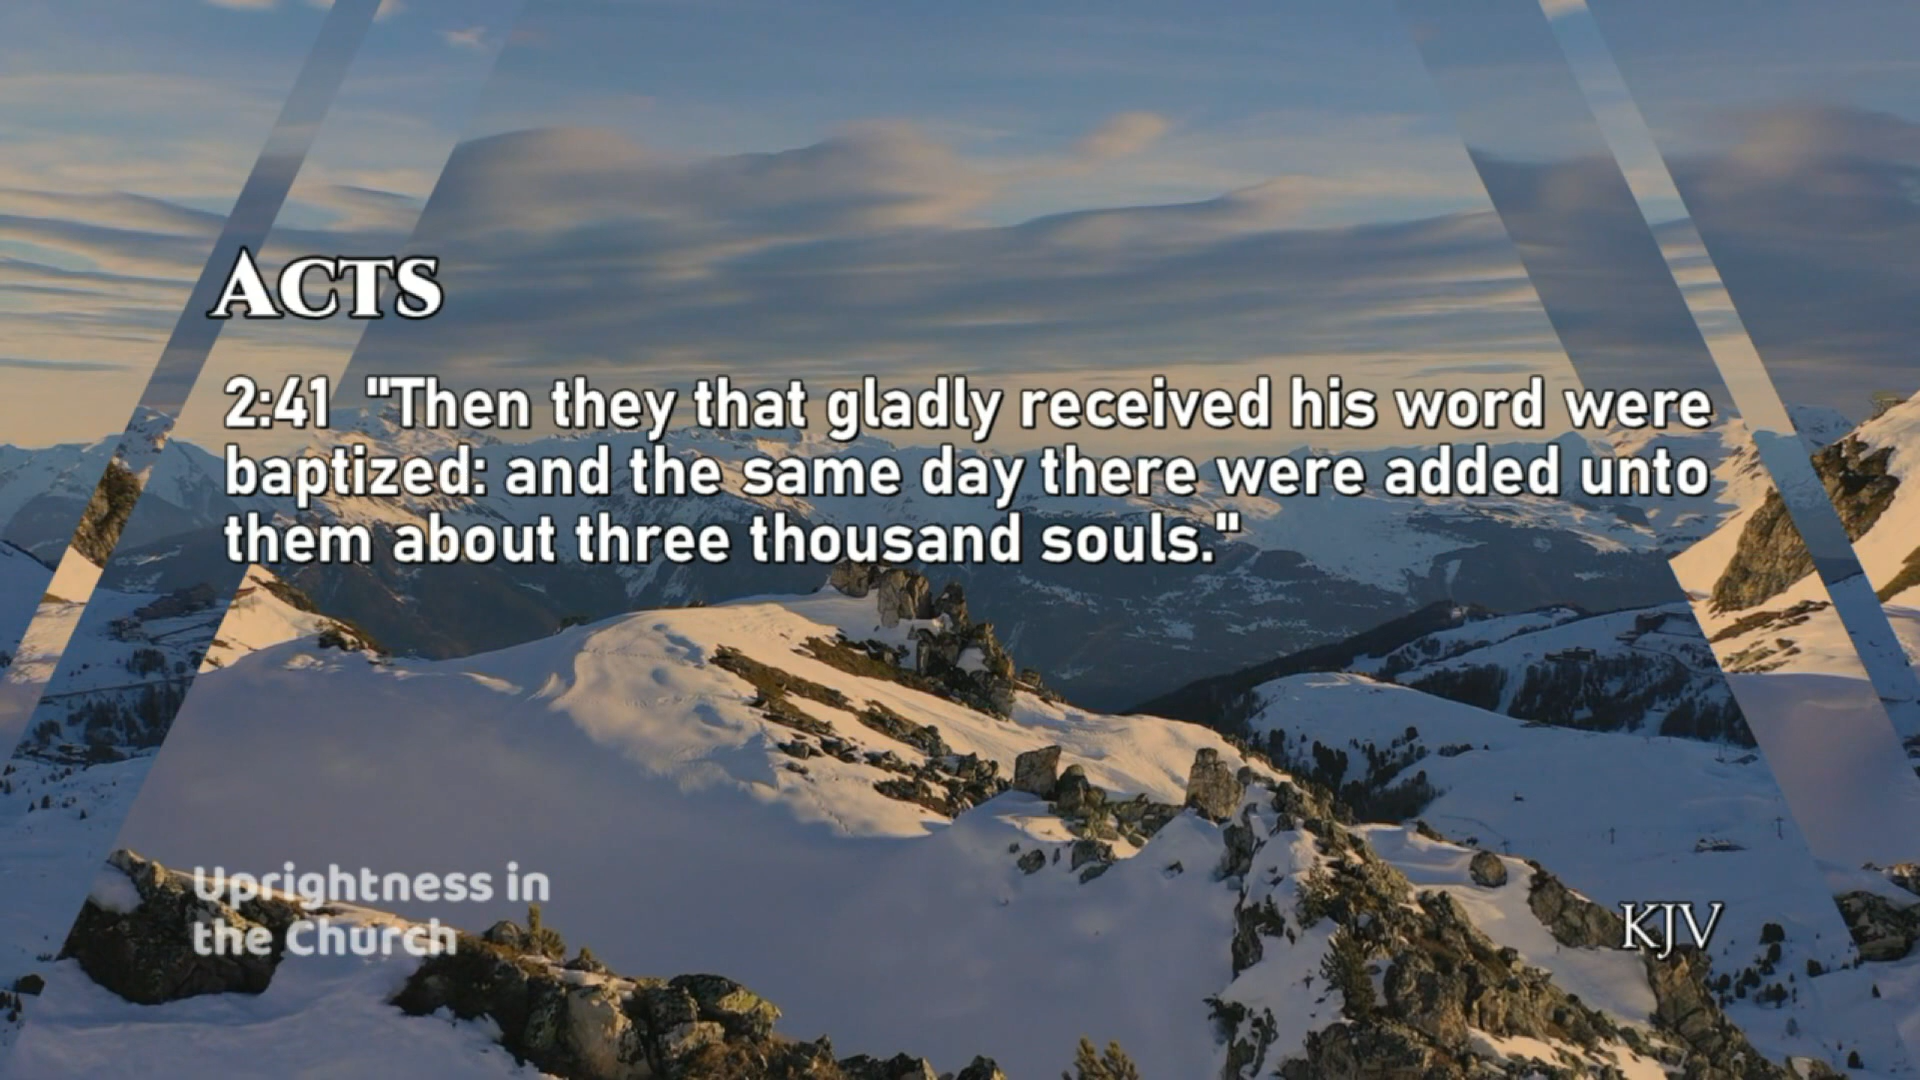 Acts
2:41 "Then they that gladly received his word were
baptized: and the same day there were added unto
them about three thousand souls."
Uprightness in
the Church
KJV